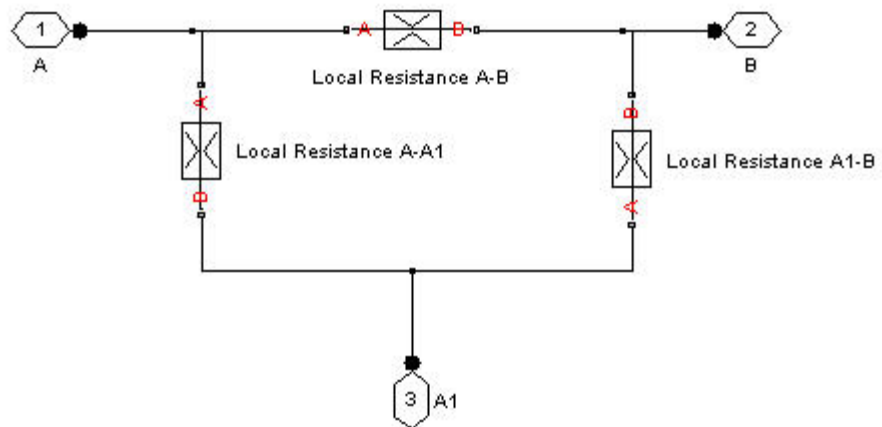 1
A
A
B
2
B
Local Resistance A-B
A
Local Resistance A-A1
B
B
Local Resistance A1-B
A
3
A1